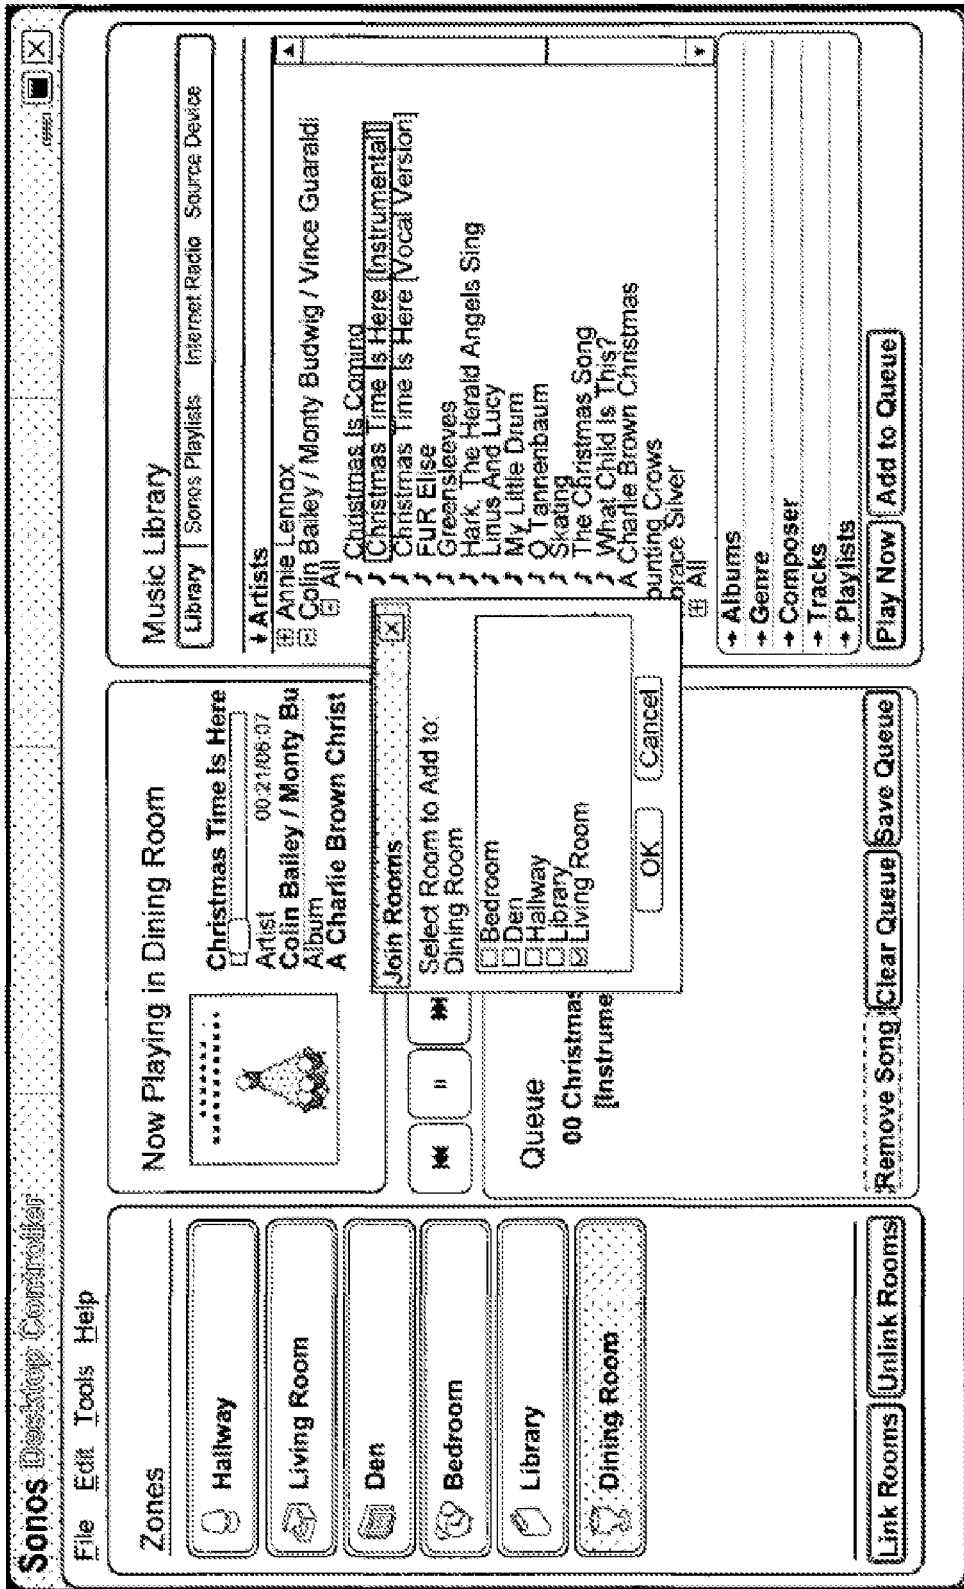 Sonos Desktop Controller
File Edit Tools Help
Zones
Hallway
Living Room
Den
Bedroom
Library
Dining Room
Link Rooms Unlink Rooms
Now Playing in Dining Room
Christmas Time Is Here
00:21/06:07
Artist
Colin Bailey / Monty Bu
Album
A Charlie Brown Christ
Queue
00 Christmas
[Instrume
Remove Song Clear Queue Save Queue
Join Rooms
Select Room to Add to
Dining Room
Bedroom
Den
Hallway
Library
Living Room
OK Cancel
Music Library
Library Sonos Playlists Internet Radio Source Device
Artists
Annie Lennox
Colin Bailey / Monty Budwig / Vince Guaraldi
All
Christmas Is Coming
Christmas Time Is Here [Instrumental]
Christmas Time Is Here [Vocal Version]
FuR Elise
Greensleeves
Hark, The Herald Angels Sing
Linus And Lucy
My Little Drum
O Tannenbaum
Skating
The Christmas Song
What Child Is This?
A Charlie Brown Christmas
ounting Crows
orace Silver
All
Albums
Genre
Composer
Tracks
Playlists
Play Now Add to Queue